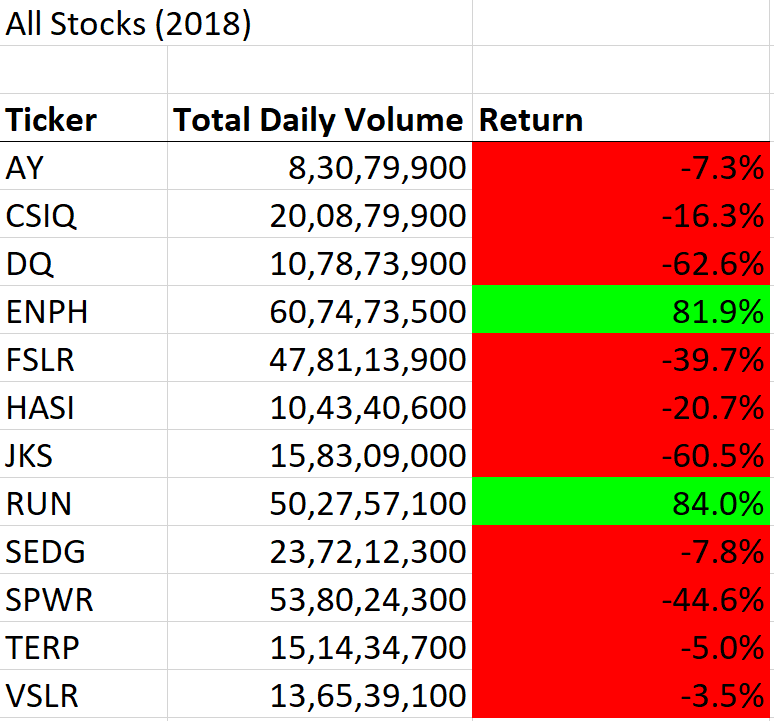 All Stocks (2018)
Ticker Total Daily Volume Return
AY 8,30,79,900 -7.3%
CSIQ 20,08,79,900 -16.3%
DQ 10,78,73,900 -62.6%
ENPH 60,74,73,500 81.9%
FSLR 47,81,13,900 -39.7%
HASI 10,43,40,600 -20.7%
JKS 15,83,09,000 -60.5%
RUN 50,27,57,100 84.0%
SEDG 23,72,12,300 -7.8%
SPWR 53,80,24,300 -44.6%
TERP 15,14,34,700 -5.0%
VSLR 13,65,39,100 -3.5%